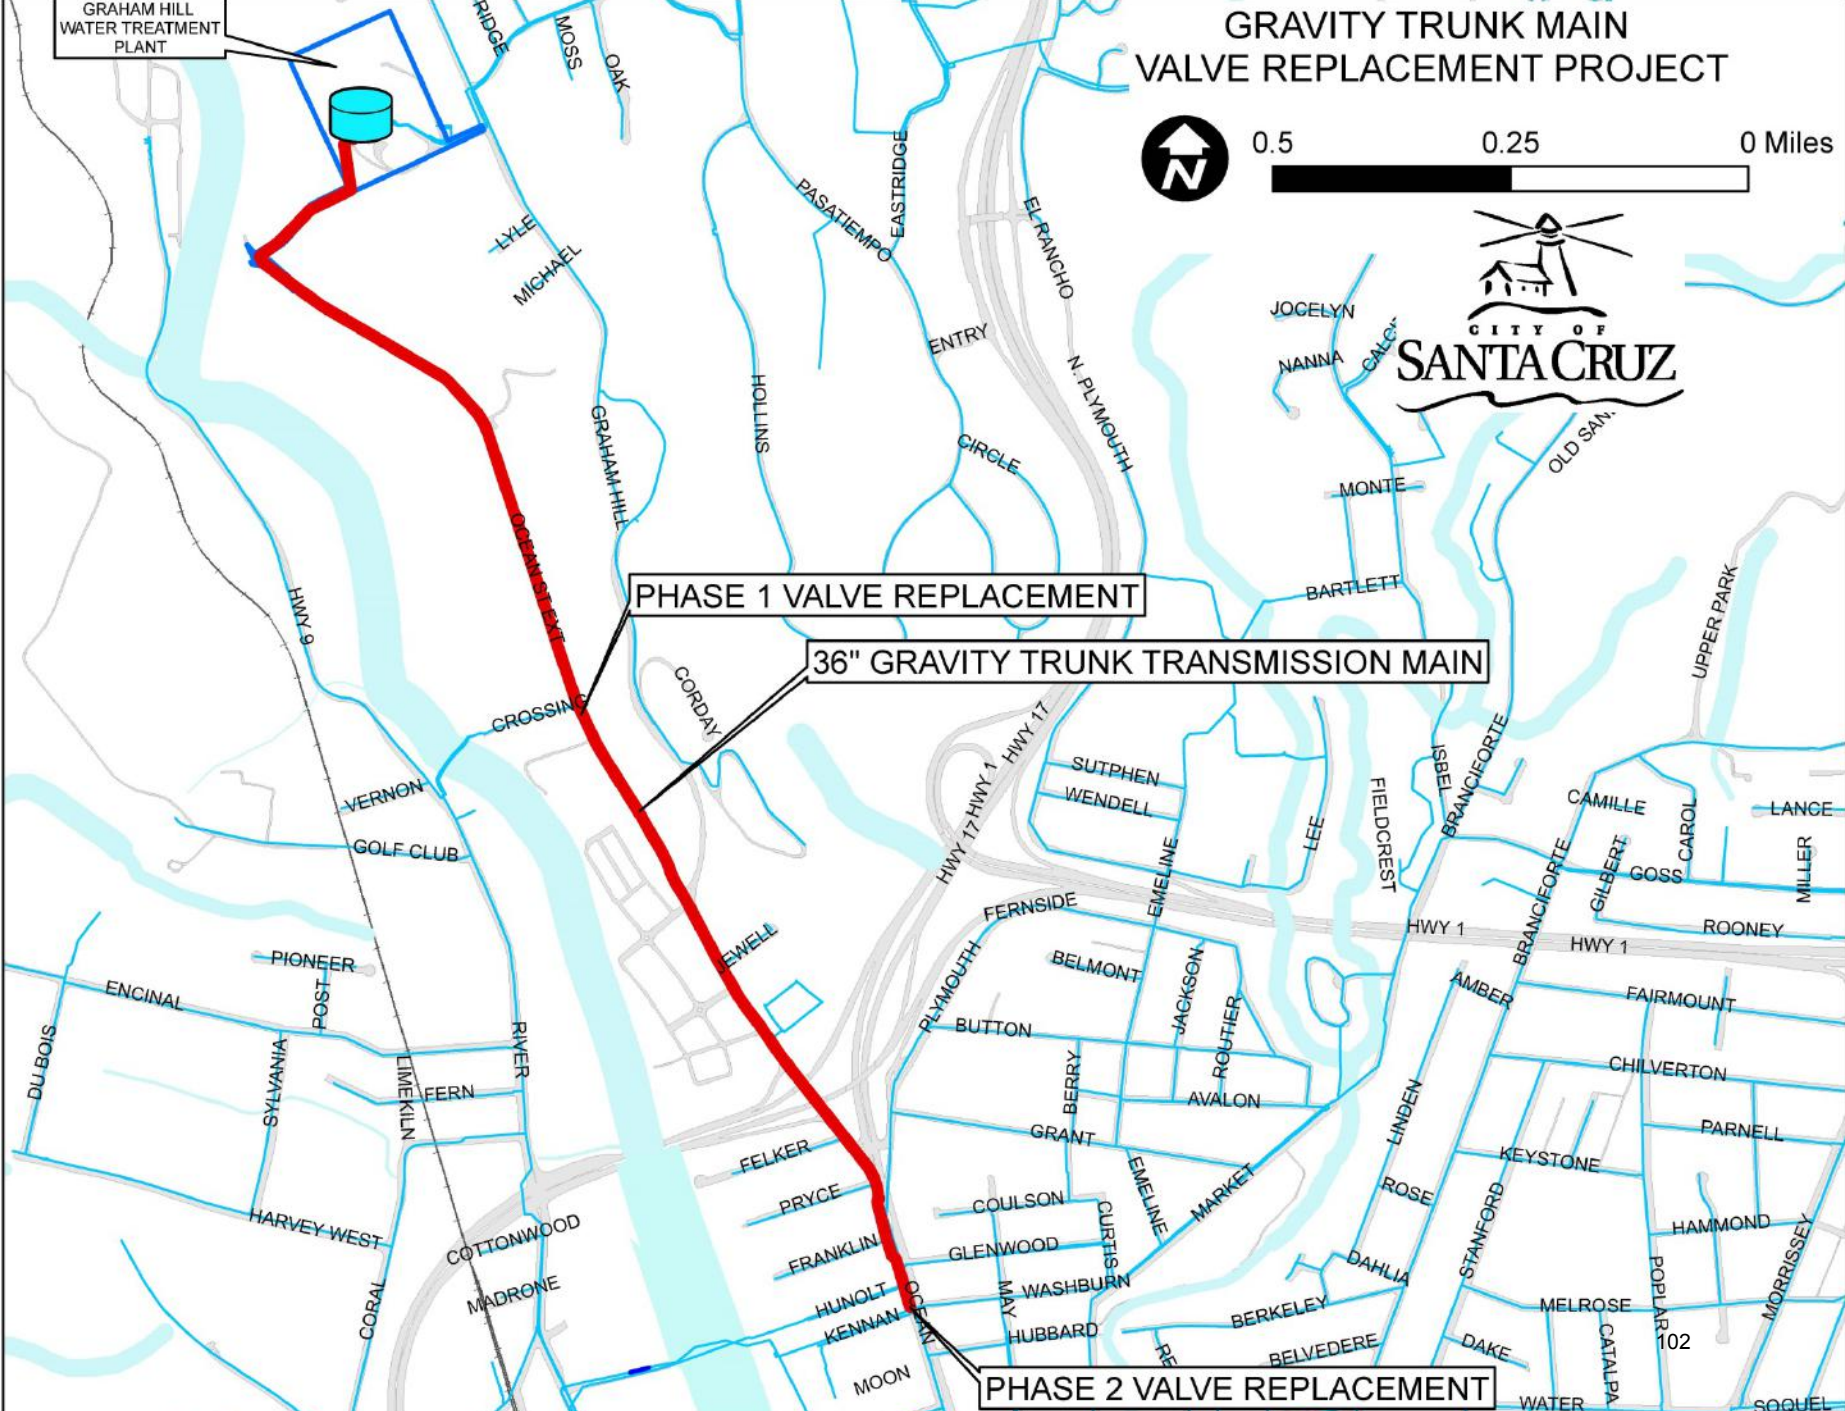 GRAHAM HILL
WATER TREATMENT
PLANT
GRAVITY TRUNK MAIN
VALVE REPLACEMENT PROJECT
N
0.5 0.25 0 Miles
CITY OF
SANTA CRUZ
RIDGE
MOSS
OAK
EASTRIDGE
PASATIEMPO
EL RANCHO
LYLE
MICHAEL
ENTRY
JOCELYN
NANNA
N. PLYMOUTH
HOLLINS
GRAHAM HILL
CIRCLE
OLD SAN
MONTE
OCEAN ST EXT
BARTLETT
HWY 9
UPPER PARK
PHASE 1 VALVE REPLACEMENT
36" GRAVITY TRUNK TRANSMISSION MAIN
CORDAY
CROSSING
HWY 17
HWY 1
HWY 17
SUTPHEN
WENDELL
ISBEL
BRANCIFORTE
FIELDCREST
LEE
CAMILLE
CAROL
LANCE
VERNON
GOLF CLUB
EMELINE
GILBERT
GOSS
MILLER
BRANCIFORTE
FERNSIDE
HWY 1
HWY 1
ROONEY
JEWELL
PIONEER
POST
ENCINAL
PLYMOUTH
BELMONT
JACKSON
ROUTIER
AMBER
FAIRMOUNT
BUTTON
DUBOIS
SYLVANIA
LIMEKILN
RIVER
FERN
BERRY
AVALON
LINDEN
CHILVERTON
GRANT
PARNELL
FELKER
KEYSTONE
PRYCE
COULSON
EMELINE
MARKET
ROSE
HARVEY WEST
COTTONWOOD
CURTIS
STANFORD
HAMMOND
MORRISSEY
FRANKLIN
GLENWOOD
DAHLIA
POPLAR
MADRONE
CORAL
HUNOLT
OCEAN
MAY
WASHBURN
BERKELEY
MELROSE
KENNAN
HUBBARD
RE
BELVEDERE
DAKE
CATALPA
102
MOON
PHASE 2 VALVE REPLACEMENT
WATER
SOQUEL